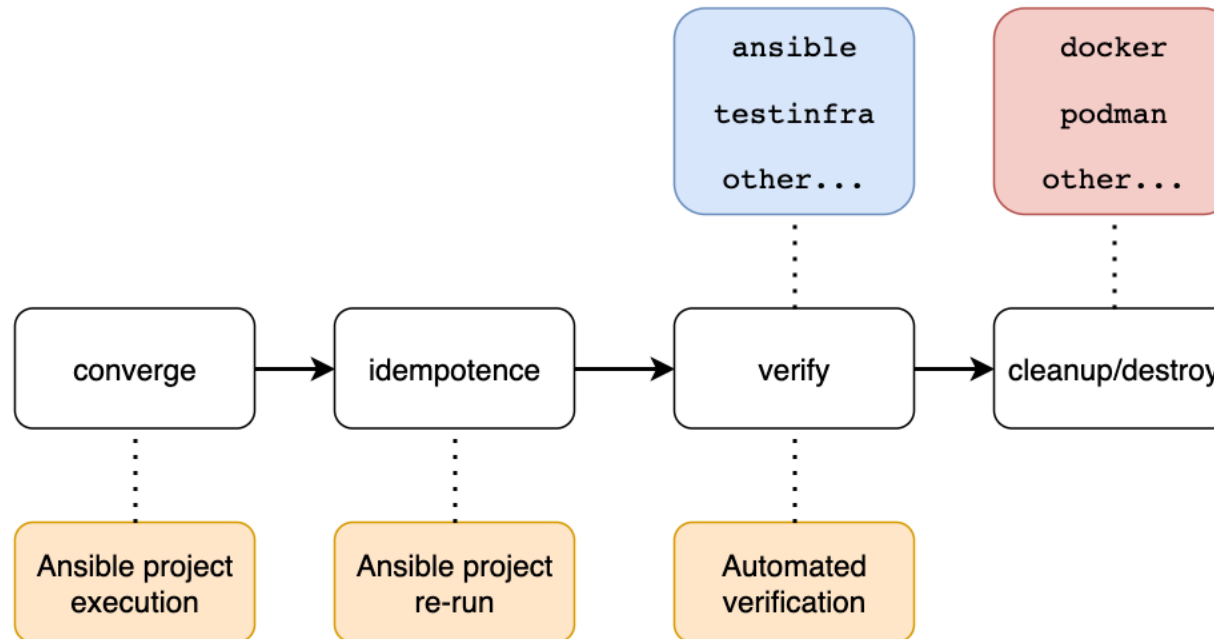 ansible
testinfra
other...
docker
podman
other...
converge
idempotence
verify
cleanup/destroy
Ansible project
execution
Ansible project
re-run
Automated
verification